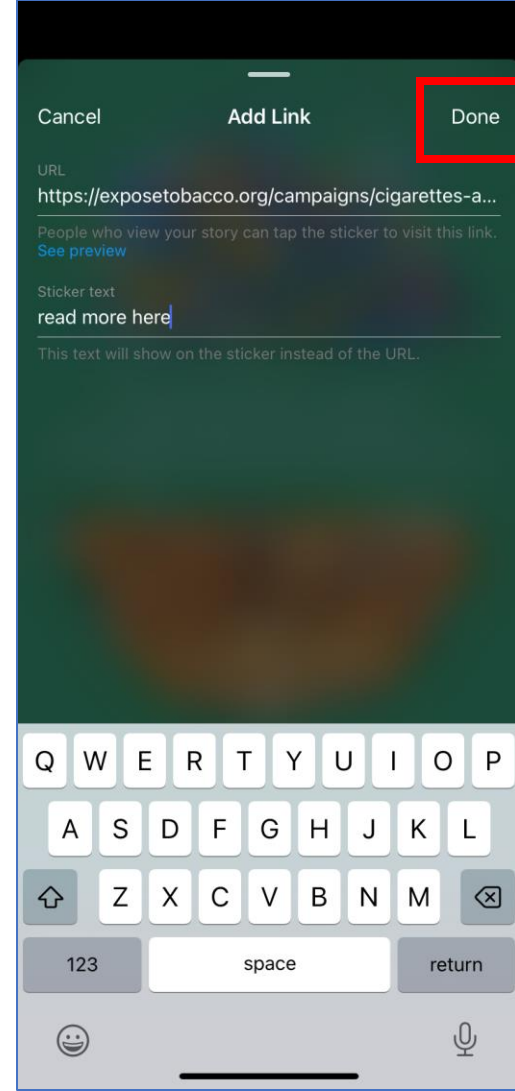 Cancel Add Link Done
URL
https://exposetobacco.org/campaigns/cigarettes-a...
People who view your story can tap the sticker to visit this link.
See preview
Sticker text
read more here
This text will show on the sticker instead of the URL.
Q W E R T Y U I O P
A S D F G H J K L
Z X C V B N M
123 space return